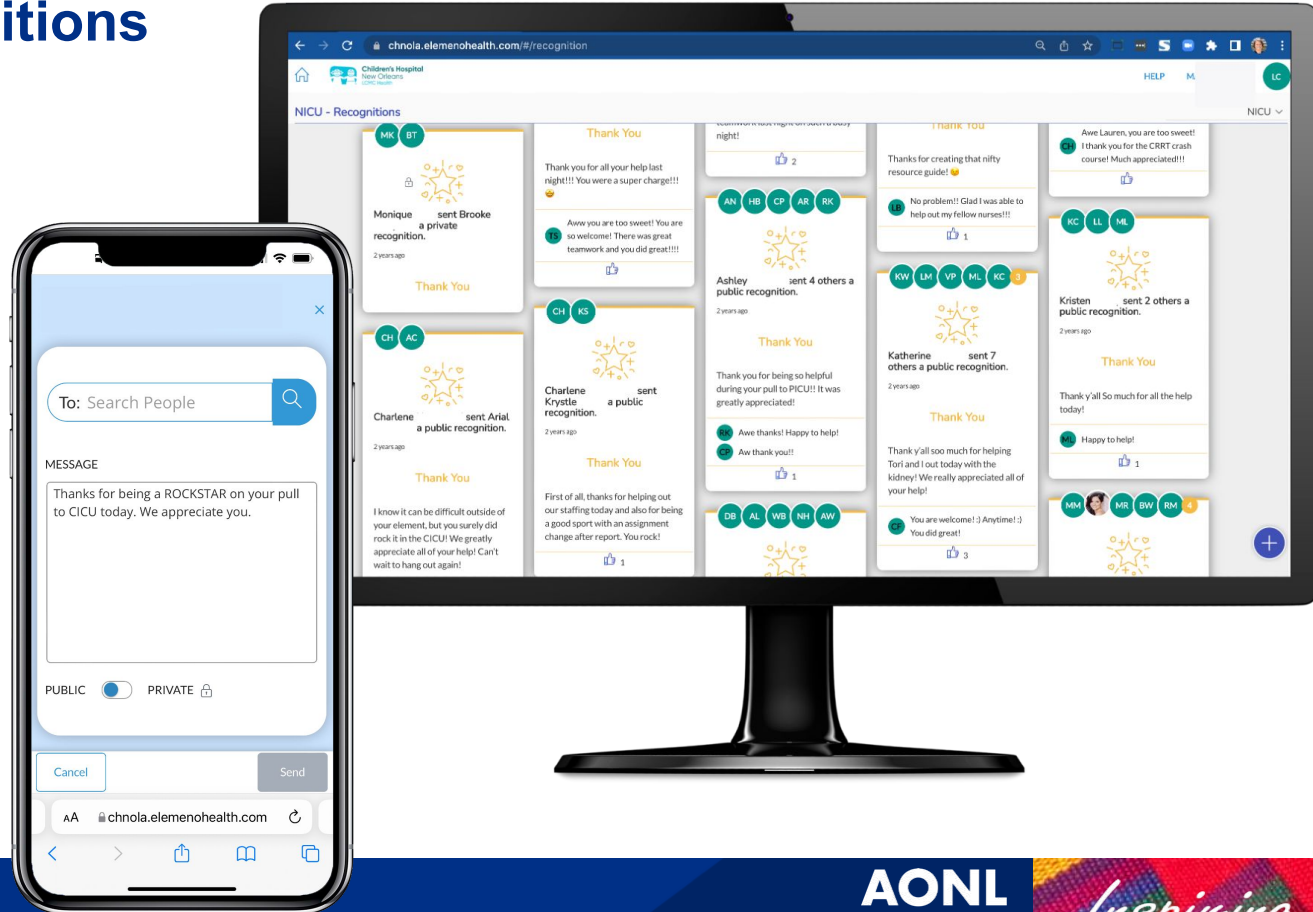 itions
chnola.elemenohealth.com/#/recognition
Children's Hospital
New Orleans
LCMC Health
HELP
LC
NICU - Recognitions
NICU
MK BT
Monique sent Brooke
a private
recognition.
2 years ago
Thank You
CH AC
Charlene sent Arial
a public recognition.
2 years ago
Thank You
I know it can be difficult outside of
your element, but you surely did
rock it in the CICU! We greatly
appreciate all of your help! Can't
wait to hang out again!
Thank You
Thank you for all your help last
night!!! You were a super charge!!!
🤩
TS
Aww you are too sweet! You are
so welcome! There was great
teamwork and you did great!!!!
CH KS
Charlene sent
Krystle a public
recognition.
2 years ago
Thank You
First of all, thanks for helping out
our staffing today and also for being
a good sport with an assignment
change after report. You rock!
1
teamwork last night on such a busy
night!
2
AN HB CP AR RK
Ashley sent 4 others a
public recognition.
2 years ago
Thank You
Thank you for being so helpful
during your pull to PICU!! It was
greatly appreciated!
RK Awe thanks! Happy to help!
CP Aw thank you!!
1
DB AL WB NH AW
Thank You
Thanks for creating that nifty
resource guide! 😉
LB
No problem!! Glad I was able to
help out my fellow nurses!!!
1
KW LM VP ML KC 3
Katherine sent 7
others a public recognition.
2 years ago
Thank You
Thank y'all soo much for helping
Tori and I out today with the
kidney! We really appreciated all of
your help!
CF
You are welcome! :) Anytime! :)
You did great!
3
Awe Lauren, you are too sweet!
CH I thank you for the CRRT crash
course! Much appreciated!!!
KC LL ML
Kristen sent 2 others a
public recognition.
2 years ago
Thank You
Thank y'all So much for all the help
today!
ML Happy to help!
1
MM MR BW RM 4
To: Search People
MESSAGE
Thanks for being a ROCKSTAR on your pull
to CICU today. We appreciate you.
PUBLIC PRIVATE
Cancel Send
AA chnola.elemenohealth.com
AONL
Inspiring